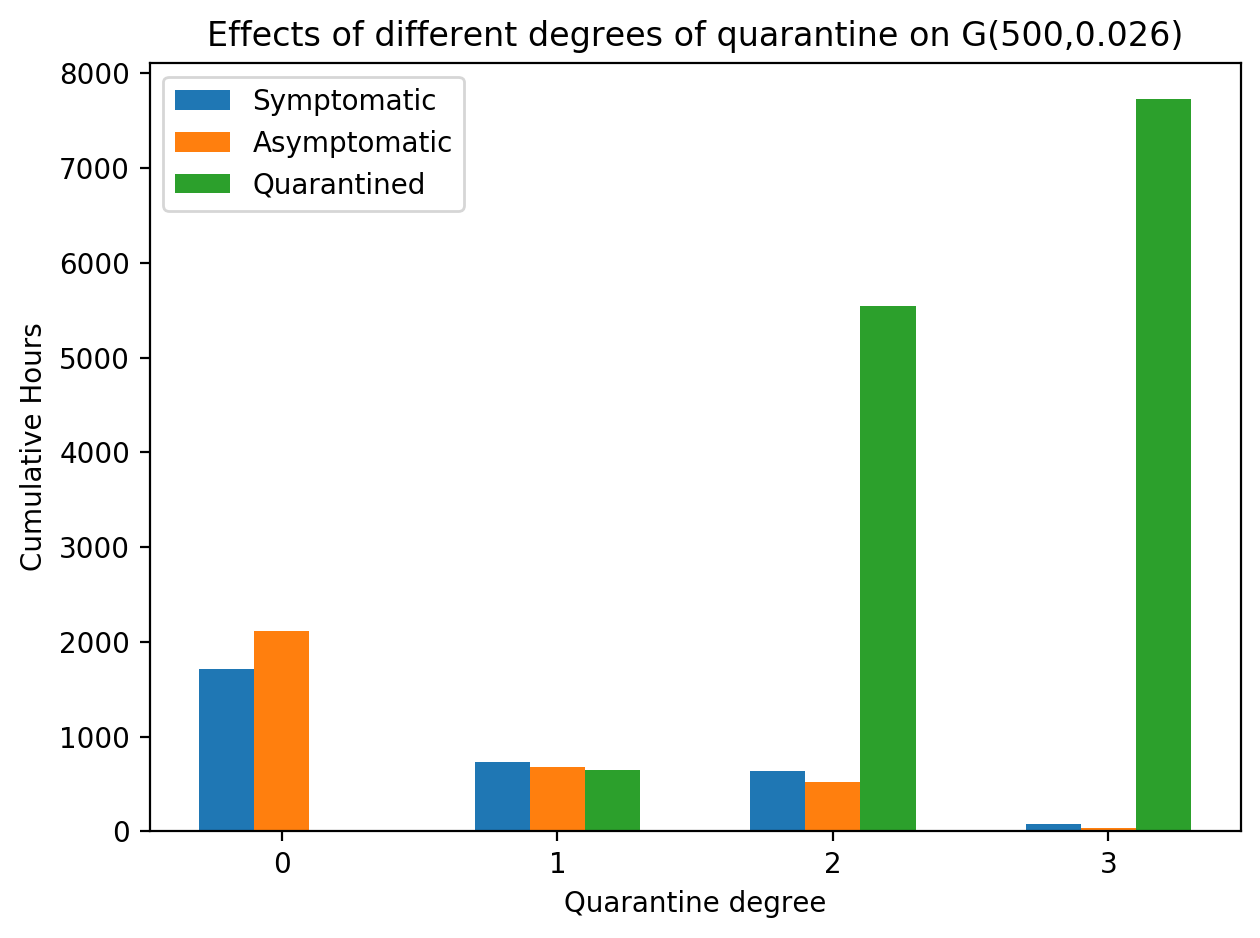 Effects of different degrees of quarantine on G(500,0.026)
Symptomatic
Asymptomatic
Quarantined
8000
7000
6000
5000
4000
3000
2000
1000
0
Cumulative Hours
0 1 2 3
Quarantine degree